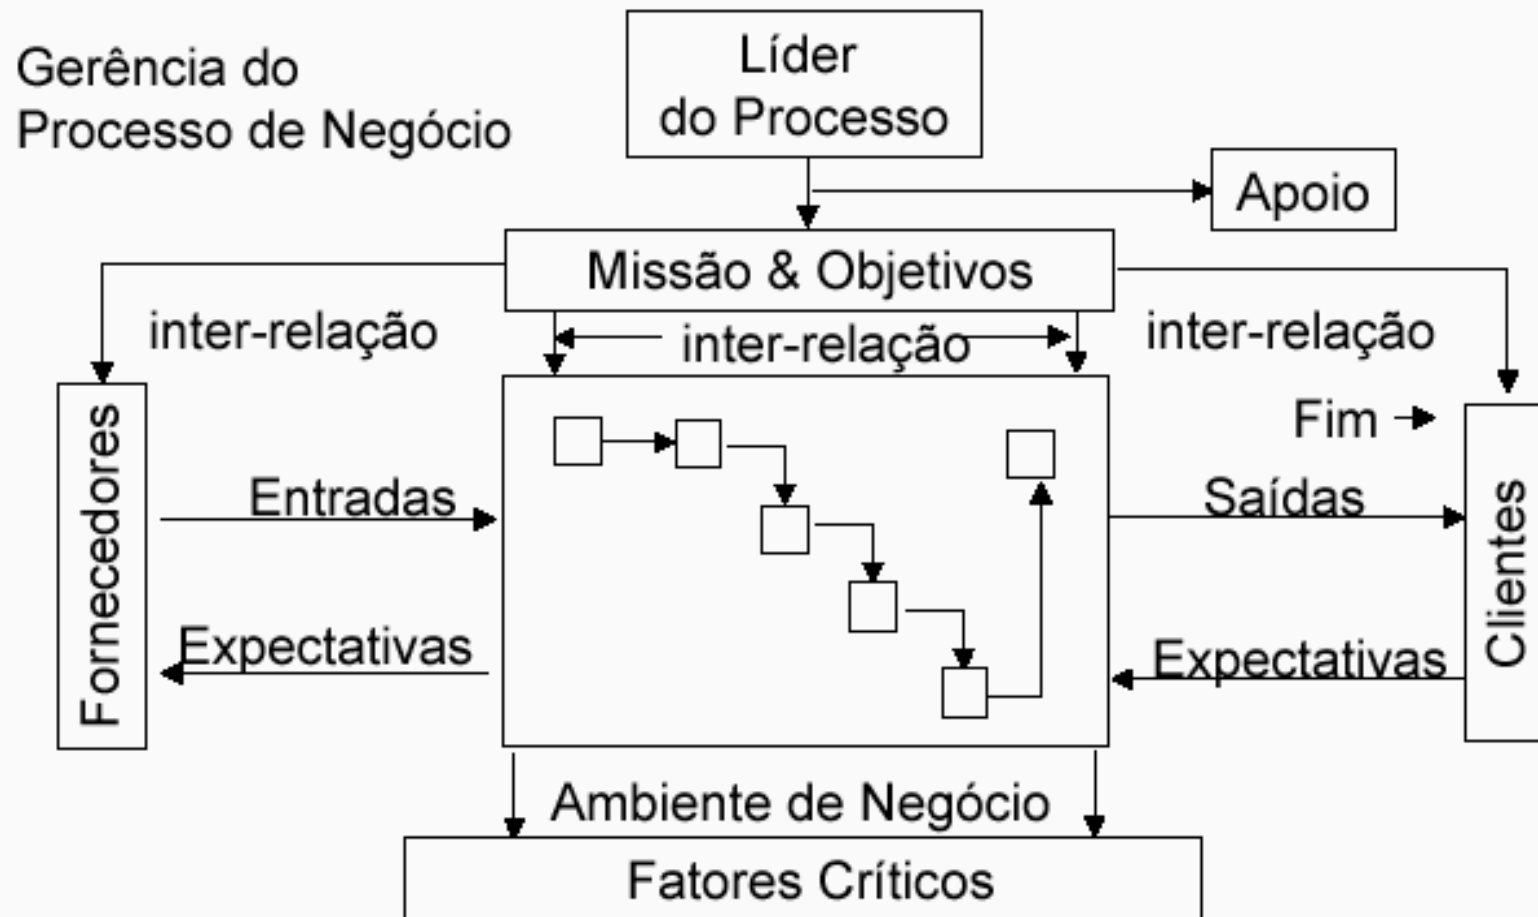 Gerência do
Processo de Negócio
Líder
do Processo
Apoio
Missão & Objetivos
inter-relação
inter-relação
inter-relação
Fim
Fornecedores
Entradas
Saídas
Clientes
Expectativas
Expectativas
Ambiente de Negócio
Fatores Críticos